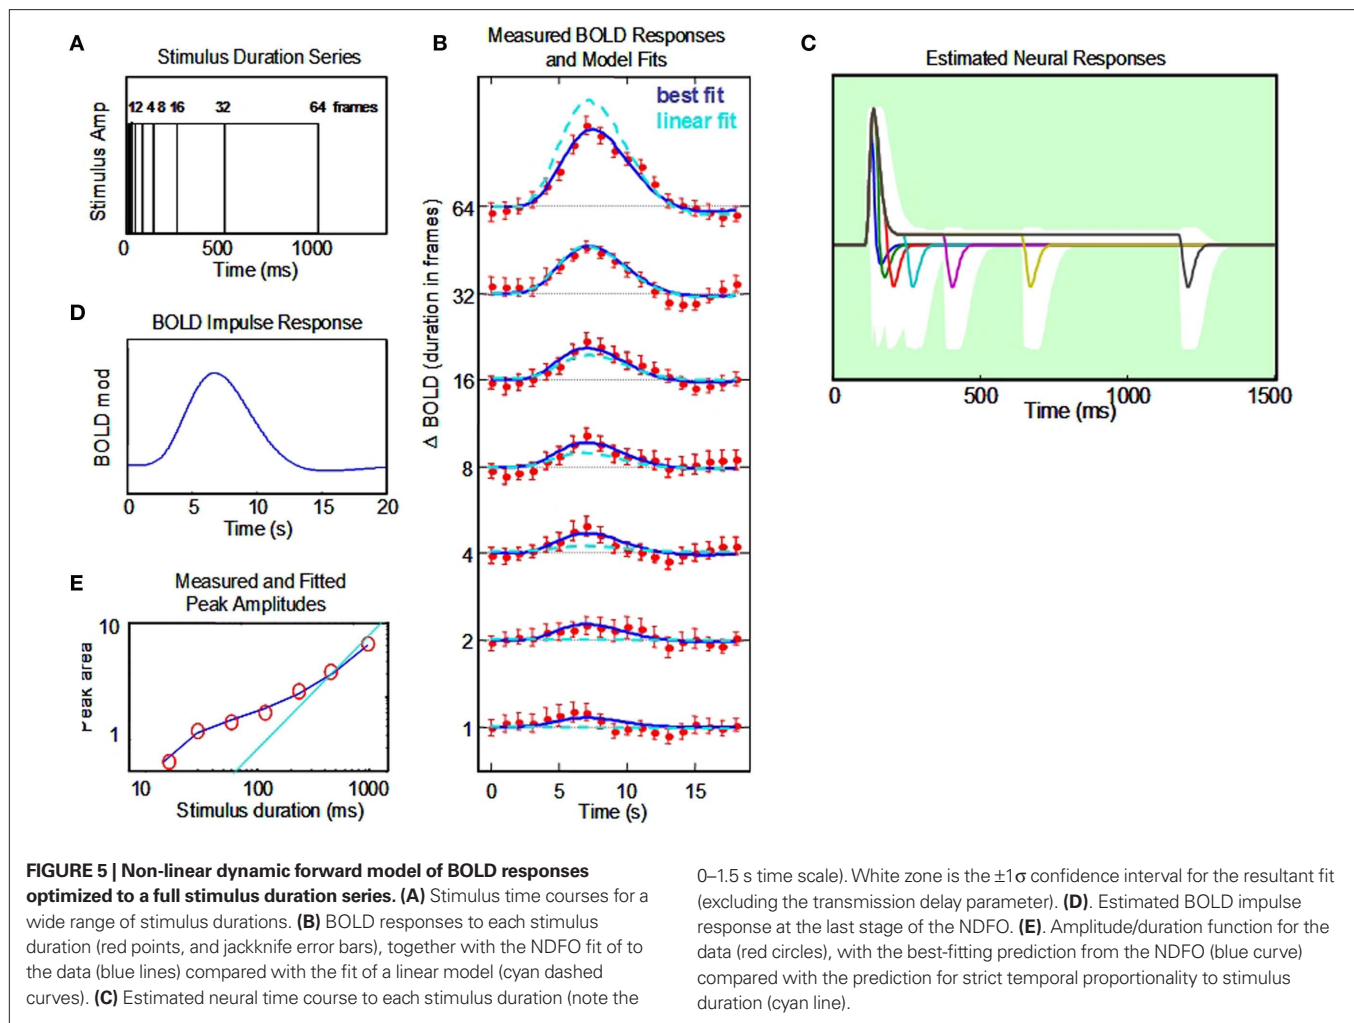 A
Stimulus Duration Series
Stimulus Amp
12 4 8 16 32 64 frames
0 500 1000
Time (ms)
B
Measured BOLD Responses
and Model Fits
best fit
linear fit
Δ BOLD (duration in frames)
64
32
16
8
4
2
1
0 5 10 15
Time (s)
C
Estimated Neural Responses
0 500 1000 1500
Time (ms)
D
BOLD Impulse Response
BOLD mod
0 5 10 15 20
Time (s)
E
Measured and Fitted
Peak Amplitudes
Peak area
10
1
10 100 1000
Stimulus duration (ms)
FIGURE 5 | Non-linear dynamic forward model of BOLD responses
optimized to a full stimulus duration series. (A) Stimulus time courses for a
wide range of stimulus durations. (B) BOLD responses to each stimulus
duration (red points, and jackknife error bars), together with the NDFO fit of to
the data (blue lines) compared with the fit of a linear model (cyan dashed
curves). (C) Estimated neural time course to each stimulus duration (note the
0–1.5 s time scale). White zone is the ±1σ confidence interval for the resultant fit
(excluding the transmission delay parameter). (D). Estimated BOLD impulse
response at the last stage of the NDFO. (E). Amplitude/duration function for the
data (red circles), with the best-fitting prediction from the NDFO (blue curve)
compared with the prediction for strict temporal proportionality to stimulus
duration (cyan line).